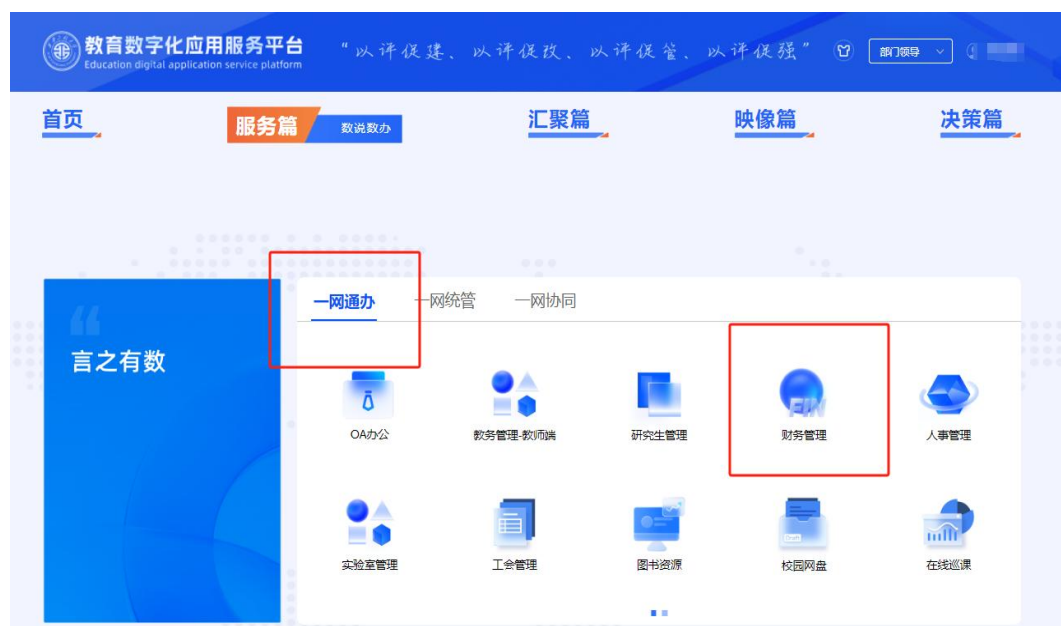 教育数字化应用服务平台
Education digital application service platform
“以评促建、以评促改、以评促管、以评促强”
部门领导
首页
服务篇
数说数办
汇聚篇
映像篇
决策篇
言之有数
一网通办
一网统管
一网协同
OA办公
教务管理-教师端
研究生管理
FIN
财务管理
人事管理
实验室管理
工会管理
图书资源
Draft
校园网盘
在线巡课